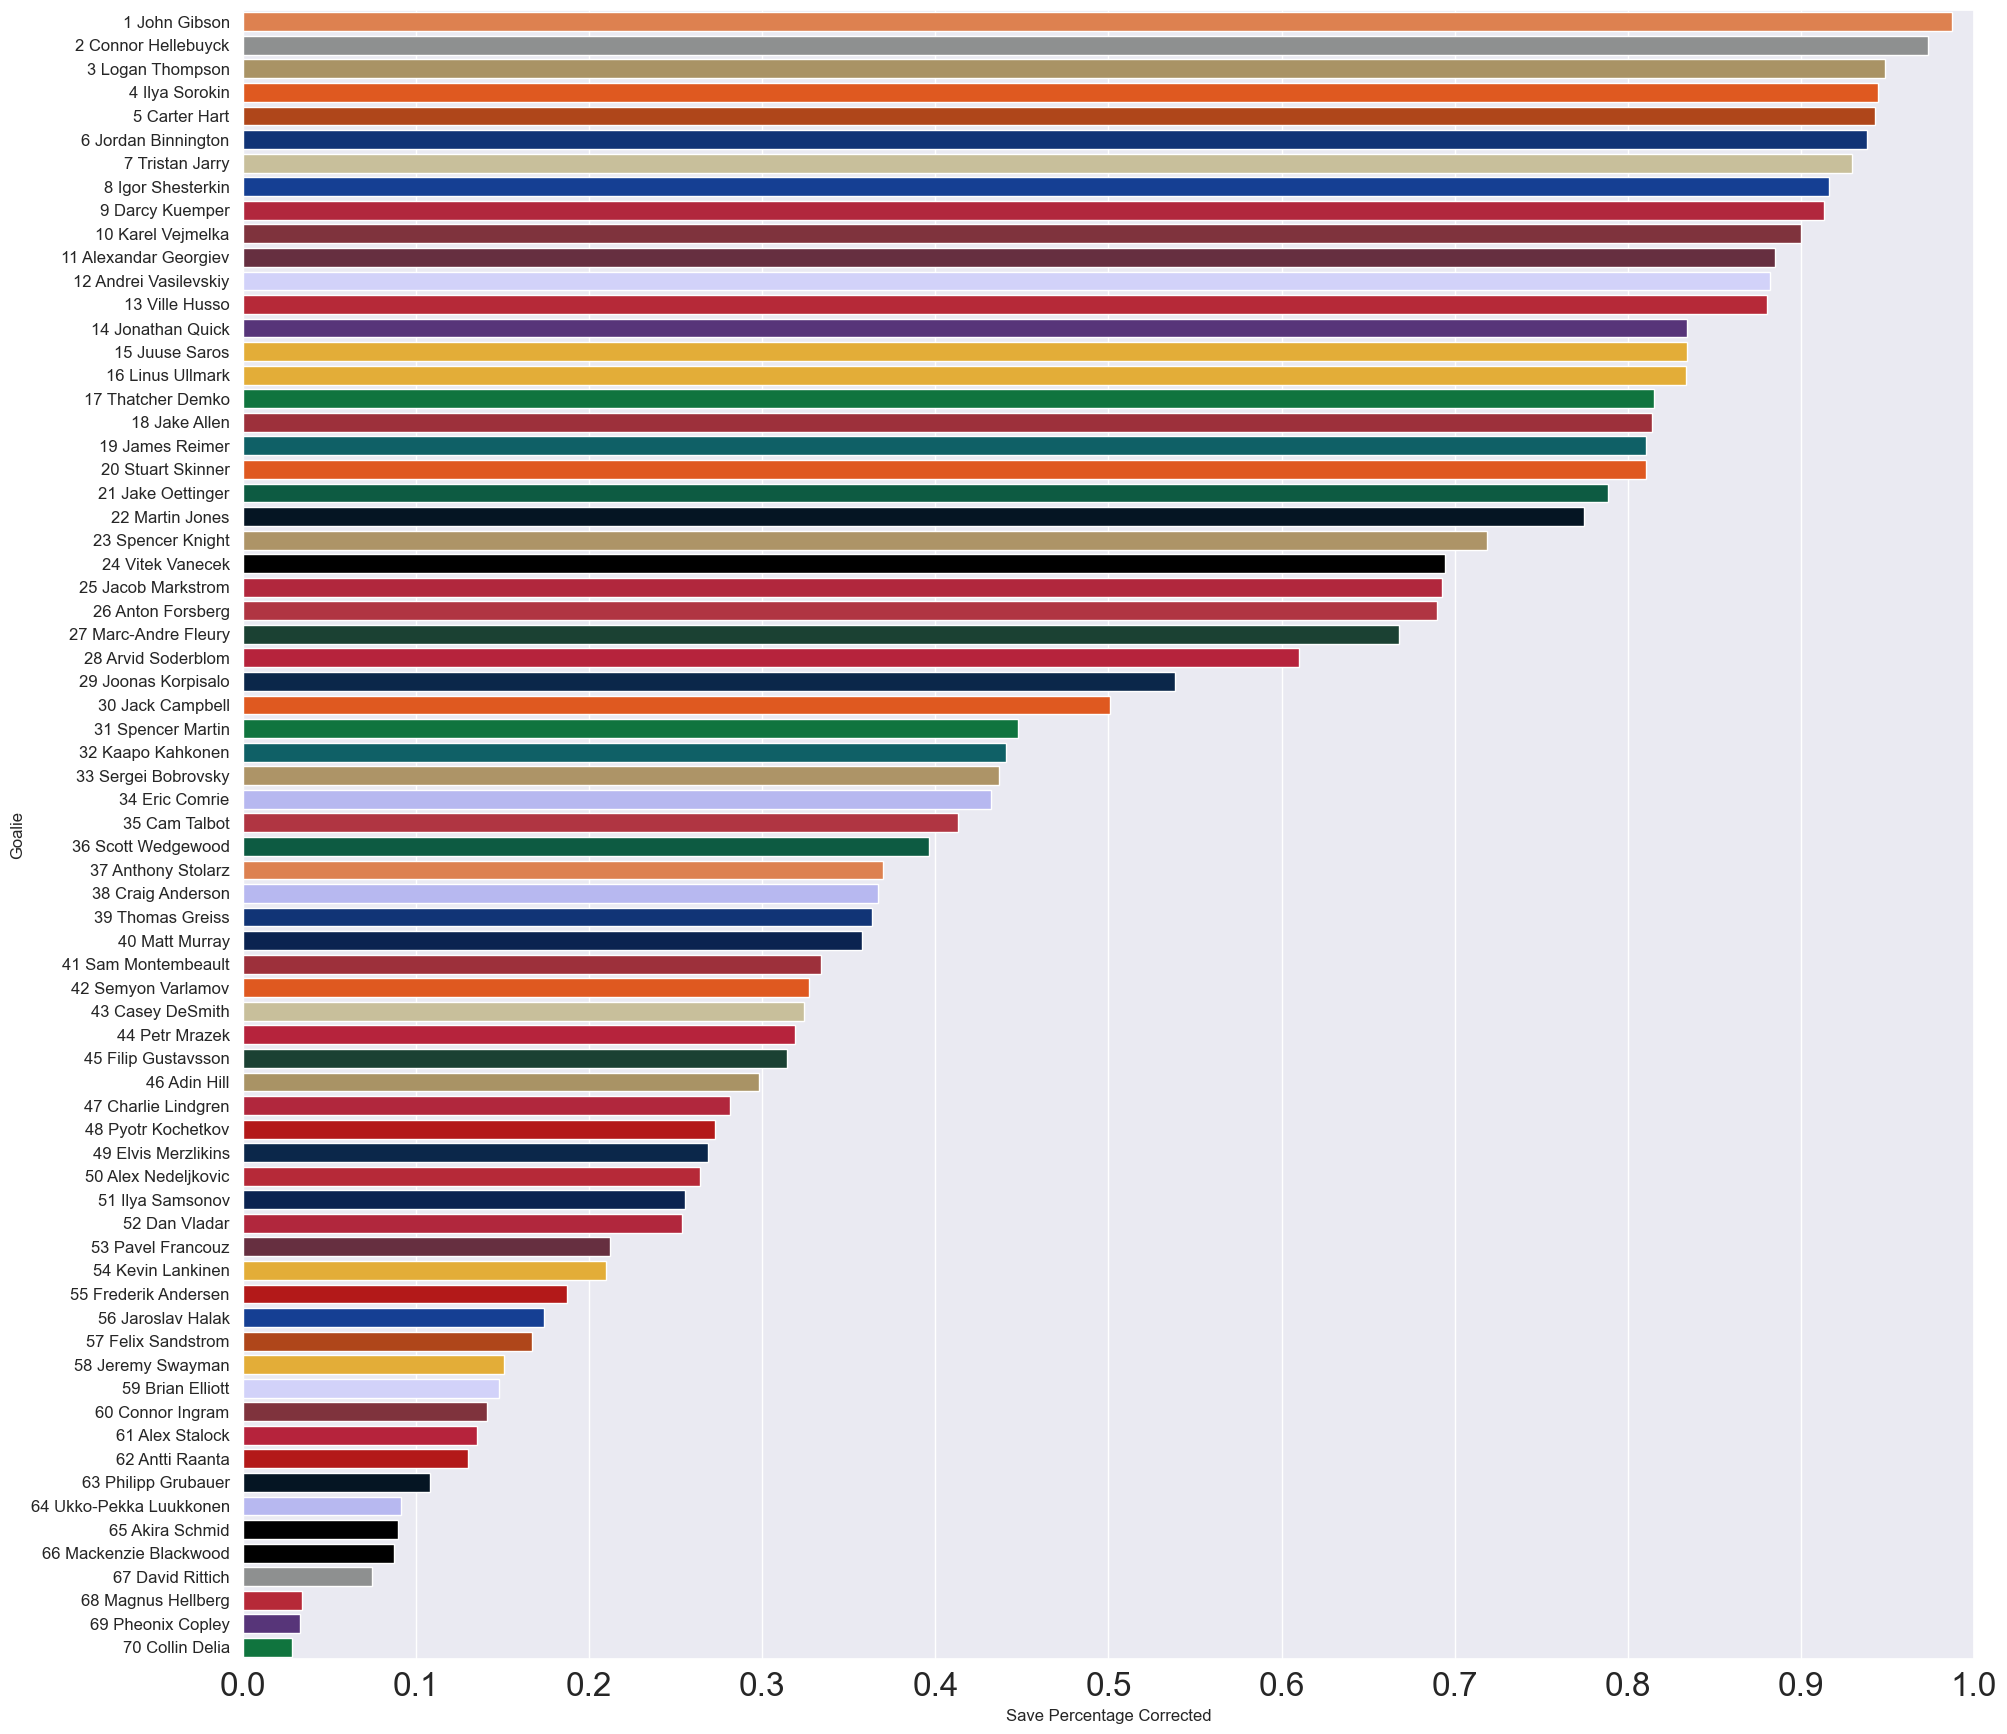 1 John Gibson
2 Connor Hellebuyck
3 Logan Thompson
4 Ilya Sorokin
5 Carter Hart
6 Jordan Binnington
7 Tristan Jarry
8 Igor Shesterkin
9 Darcy Kuemper
10 Karel Vejmelka
11 Alexandar Georgiev
12 Andrei Vasilevskiy
13 Ville Husso
14 Jonathan Quick
15 Juuse Saros
16 Linus Ullmark
17 Thatcher Demko
18 Jake Allen
19 James Reimer
20 Stuart Skinner
21 Jake Oettinger
22 Martin Jones
23 Spencer Knight
24 Vitek Vanecek
25 Jacob Markstrom
26 Anton Forsberg
27 Marc-Andre Fleury
28 Arvid Soderblom
29 Joonas Korpisalo
30 Jack Campbell
31 Spencer Martin
32 Kaapo Kahkonen
33 Sergei Bobrovsky
34 Eric Comrie
35 Cam Talbot
36 Scott Wedgewood
37 Anthony Stolarz
38 Craig Anderson
39 Thomas Greiss
40 Matt Murray
41 Sam Montembeault
42 Semyon Varlamov
43 Casey DeSmith
44 Petr Mrazek
45 Filip Gustavsson
46 Adin Hill
47 Charlie Lindgren
48 Pyotr Kochetkov
49 Elvis Merzlikins
50 Alex Nedeljkovic
51 Ilya Samsonov
52 Dan Vladar
53 Pavel Francouz
54 Kevin Lankinen
55 Frederik Andersen
56 Jaroslav Halak
57 Felix Sandstrom
58 Jeremy Swayman
59 Brian Elliott
60 Connor Ingram
61 Alex Stalock
62 Antti Raanta
63 Philipp Grubauer
64 Ukko-Pekka Luukkonen
65 Akira Schmid
66 Mackenzie Blackwood
67 David Rittich
68 Magnus Hellberg
69 Pheonix Copley
70 Collin Delia
Goalie
0.0 0.1 0.2 0.3 0.4 0.5 0.6 0.7 0.8 0.9 1.0
Save Percentage Corrected